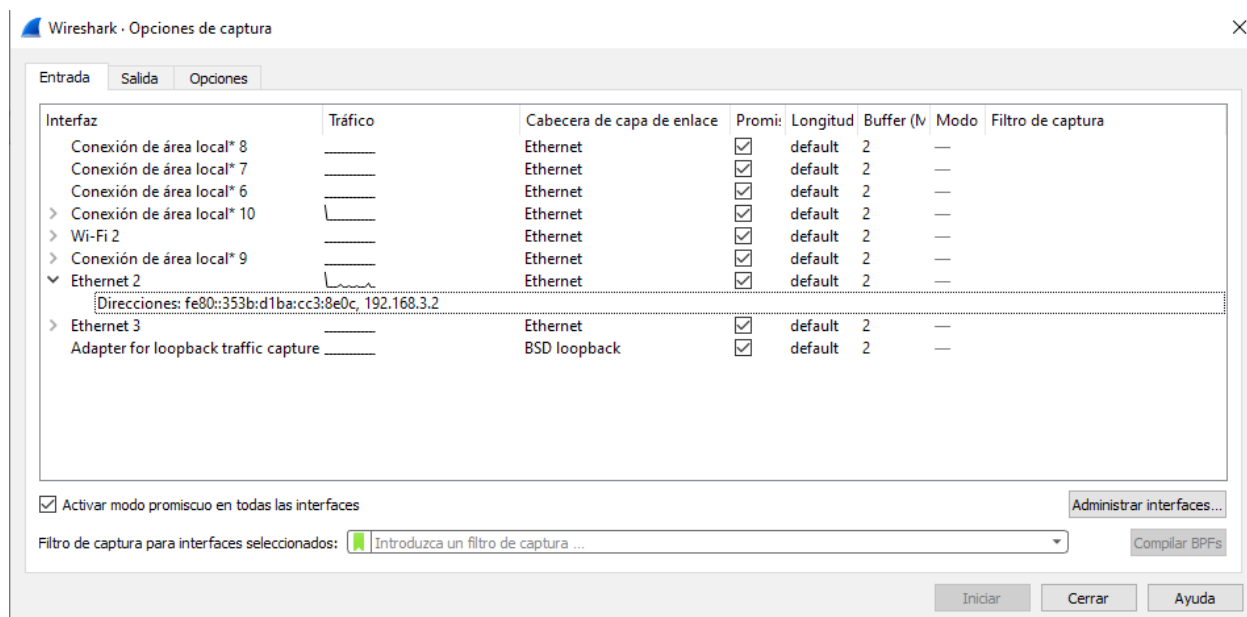 Wireshark · Opciones de captura
Entrada Salida Opciones
Interfaz Tráfico Cabecera de capa de enlace Promis Longitud Buffer (M Modo Filtro de captura
Conexión de área local* 8 Ethernet default 2 —
Conexión de área local* 7 Ethernet default 2 —
Conexión de área local* 6 Ethernet default 2 —
Conexión de área local* 10 Ethernet default 2 —
Wi-Fi 2 Ethernet default 2 —
Conexión de área local* 9 Ethernet default 2 —
Ethernet 2 Ethernet default 2 —
Direcciones: fe80::353b:d1ba:cc3:8e0c, 192.168.3.2
Ethernet 3 Ethernet default 2 —
Adapter for loopback traffic capture BSD loopback default 2 —
Activar modo promiscuo en todas las interfaces Administrar interfaces...
Filtro de captura para interfaces seleccionados: Introduzca un filtro de captura ... Compilar BPFs
Iniciar Cerrar Ayuda